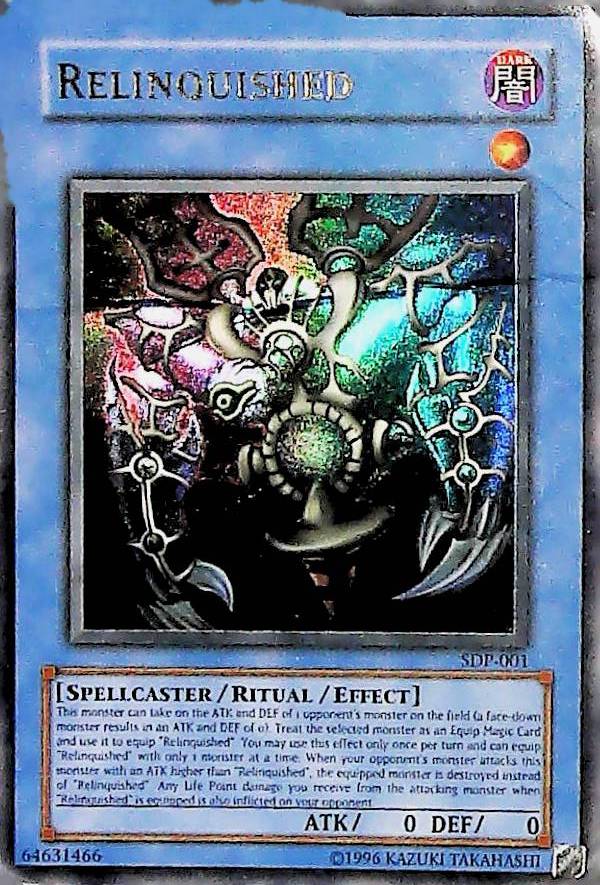 RELINQUISHED
DARK
闇
SDP-001
[SPELLCASTER / RITUAL / EFFECT]
This monster can take on the ATK and DEF of 1 opponent's monster on the field (a face-down
monster results in an ATK and DEF of 0). Treat the selected monster as an Equip Magic Card
and use it to equip "Relinquished" You may use this effect only once per turn and can equip
"Relinquished" with only 1 monster at a time. When your opponent's monster attacks this
monster with an ATK higher than "Relinquished", the equipped monster is destroyed instead
of "Relinquished" Any Life Point damage you receive from the attacking monster when
"Relinquished" is equipped is also inflicted on your opponent
ATK/ 0 DEF/ 0
64631466
©1996 KAZUKI TAKAHASHI